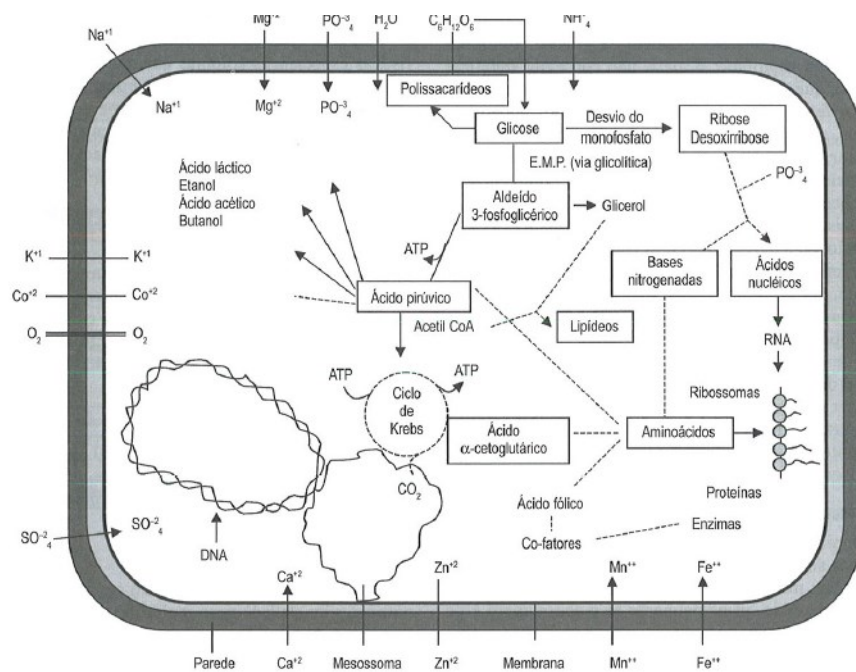 Na⁺¹
Mg⁺²
PO⁻³₄
H₂O
C₆H₁₂O₆
NH⁺₄
Na⁺¹
Mg⁺²
PO⁻³₄
Polissacarídeos
Glicose
Desvio do
monofosfato
Ribose
Desoxirribose
E.M.P. (via glicolítica)
PO⁻³₄
Ácido láctico
Etanol
Ácido acético
Butanol
Aldeído
3-fosfoglicérico
Glicerol
ATP
K⁺¹
K⁺¹
Bases
nitrogenadas
Ácidos
nucléicos
Co⁺²
Co⁺²
Ácido pirúvico
O₂
O₂
Acetil CoA
Lipídeos
RNA
ATP
ATP
Ciclo
de
Krebs
Ribossomas
Ácido
α-cetoglutárico
Aminoácidos
CO₂
Ácido fólico
Proteínas
Enzimas
Co-fatores
SO⁻²₄
SO⁻²₄
DNA
Ca⁺²
Zn⁺²
Mn⁺⁺
Fe⁺⁺
Parede
Ca⁺²
Mesossoma
Zn⁺²
Membrana
Mn⁺⁺
Fe⁺⁺